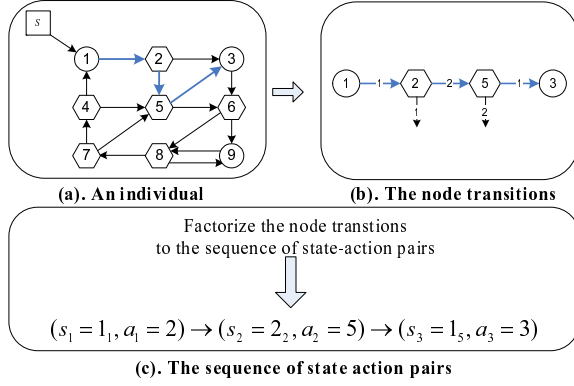 S
1 2 3
4 5 6
7 8 9
(a). An individual
1 1 2 2 5 1 3
1 2
(b). The node transitions
Factorize the node transtions
to the sequence of state-action pairs
(s₁ = 1₁, a₁ = 2) → (s₂ = 2₂, a₂ = 5) → (s₃ = 1₅, a₃ = 3)
(c). The sequence of state action pairs